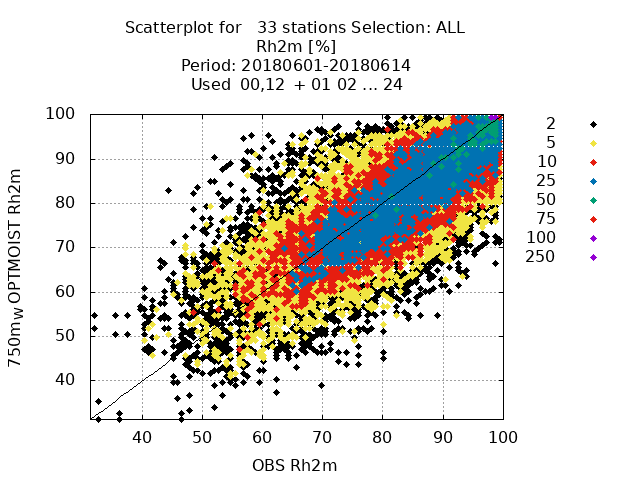 Scatterplot for   33 stations Selection: ALL
Rh2m [%]
Period: 20180601-20180614
Used  00,12  + 01 02 ... 24
100
90
80
70
60
50
40
750mW OPTMOIST Rh2m
40 50 60 70 80 90 100
OBS Rh2m
2
5
10
25
50
75
100
250